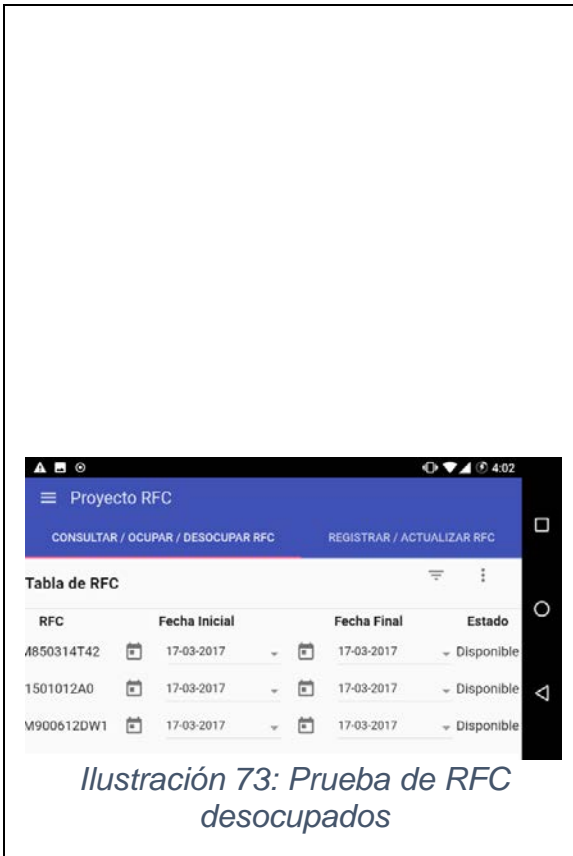 4:02
Proyecto RFC
CONSULTAR / OCUPAR / DESOCUPAR RFC REGISTRAR / ACTUALIZAR RFC
Tabla de RFC
RFC Fecha Inicial Fecha Final Estado
M850314T42 17-03-2017 17-03-2017 Disponible
1501012A0 17-03-2017 17-03-2017 Disponible
M900612DW1 17-03-2017 17-03-2017 Disponible
Ilustración 73: Prueba de RFC
desocupados